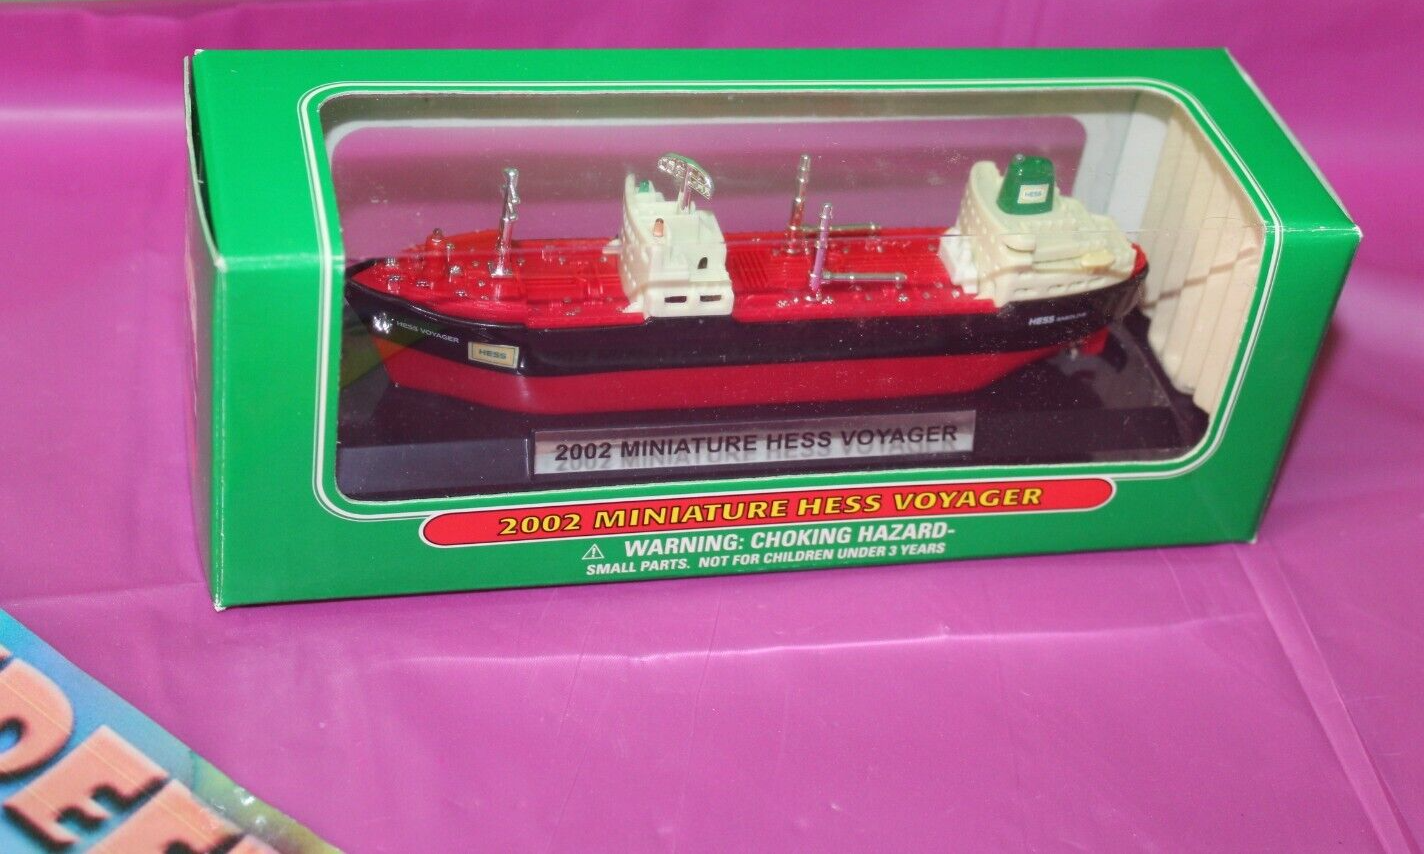 HESS
HESS VOYAGER
HESS
HESS
2002 MINIATURE HESS VOYAGER
2002 MINIATURE HESS VOYAGER
WARNING: CHOKING HAZARD-
SMALL PARTS. NOT FOR CHILDREN UNDER 3 YEARS